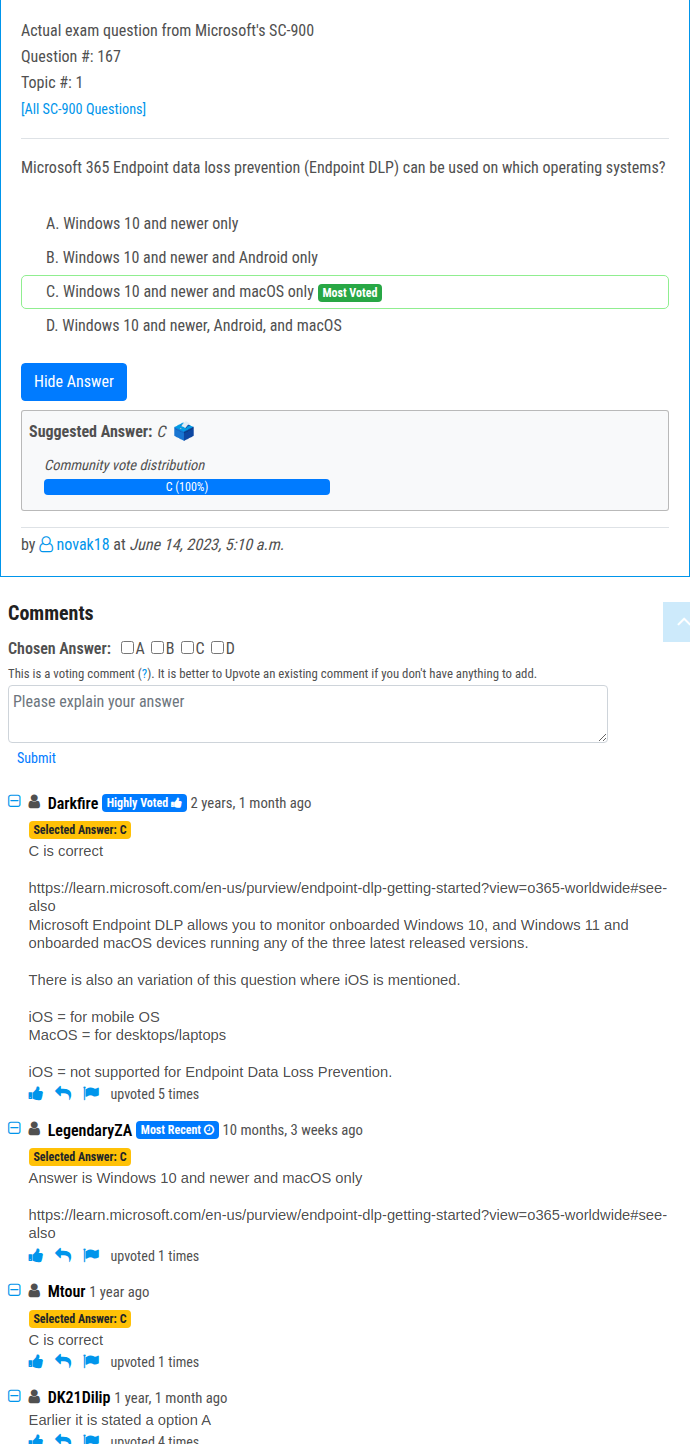 Actual exam question from Microsoft's SC-900
Question #: 167
Topic #: 1
[All SC-900 Questions]
Microsoft 365 Endpoint data loss prevention (Endpoint DLP) can be used on which operating systems?
A. Windows 10 and newer only
B. Windows 10 and newer and Android only
C. Windows 10 and newer and macOS only Most Voted
D. Windows 10 and newer, Android, and macOS
Hide Answer
Suggested Answer: C
Community vote distribution
C (100%)
by novak18 at June 14, 2023, 5:10 a.m.
Comments
Chosen Answer: A B C D
This is a voting comment (?). It is better to Upvote an existing comment if you don't have anything to add.
Please explain your answer
Submit
Darkfire Highly Voted 2 years, 1 month ago
Selected Answer: C
C is correct
https://learn.microsoft.com/en-us/purview/endpoint-dlp-getting-started?view=o365-worldwide#see-
also
Microsoft Endpoint DLP allows you to monitor onboarded Windows 10, and Windows 11 and
onboarded macOS devices running any of the three latest released versions.
There is also an variation of this question where iOS is mentioned.
iOS = for mobile OS
MacOS = for desktops/laptops
iOS = not supported for Endpoint Data Loss Prevention.
upvoted 5 times
LegendaryZA Most Recent 10 months, 3 weeks ago
Selected Answer: C
Answer is Windows 10 and newer and macOS only
https://learn.microsoft.com/en-us/purview/endpoint-dlp-getting-started?view=o365-worldwide#see-
also
upvoted 1 times
Mtour 1 year ago
Selected Answer: C
C is correct
upvoted 1 times
DK21Dilip 1 year, 1 month ago
Earlier it is stated a option A
upvoted 4 times